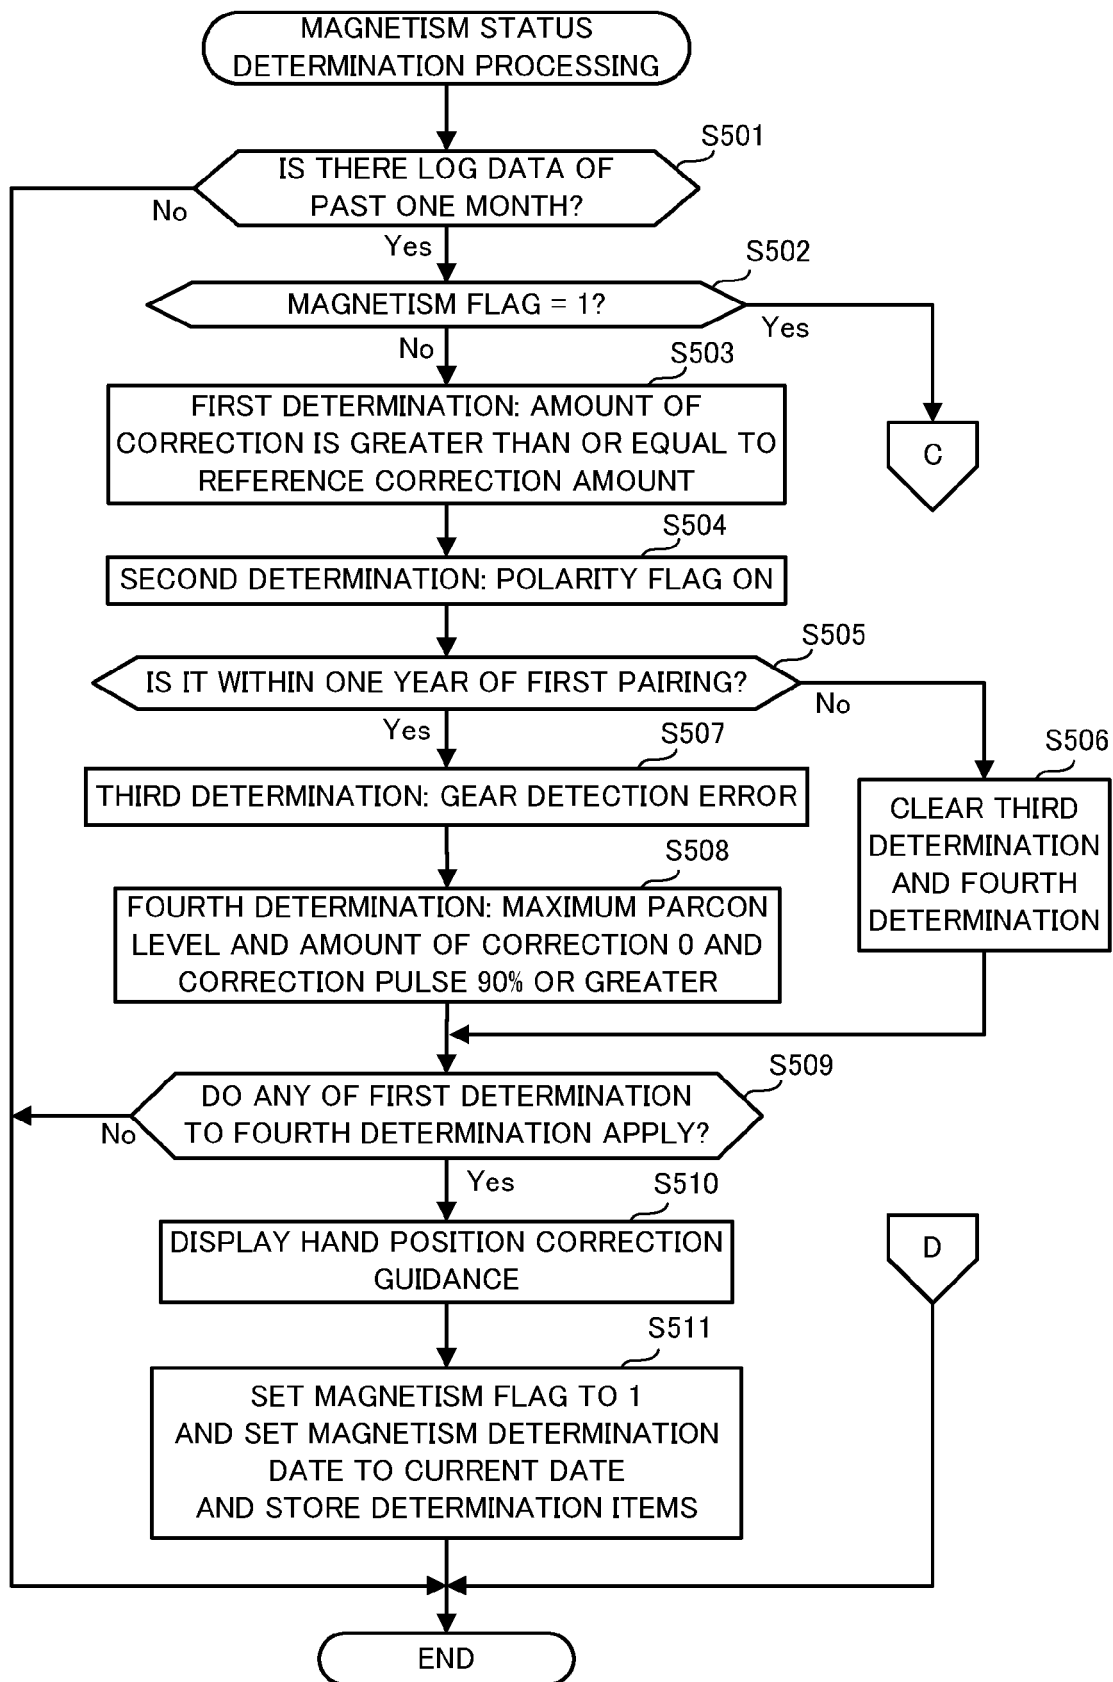 MAGNETISM STATUS
DETERMINATION PROCESSING
S501
IS THERE LOG DATA OF
PAST ONE MONTH?
No
Yes
S502
MAGNETISM FLAG = 1?
Yes
No
S503
FIRST DETERMINATION: AMOUNT OF
CORRECTION IS GREATER THAN OR EQUAL TO
REFERENCE CORRECTION AMOUNT
C
S504
SECOND DETERMINATION: POLARITY FLAG ON
S505
IS IT WITHIN ONE YEAR OF FIRST PAIRING?
No
Yes
S507
S506
THIRD DETERMINATION: GEAR DETECTION ERROR
CLEAR THIRD
DETERMINATION
AND FOURTH
DETERMINATION
S508
FOURTH DETERMINATION: MAXIMUM PARCON
LEVEL AND AMOUNT OF CORRECTION 0 AND
CORRECTION PULSE 90% OR GREATER
S509
DO ANY OF FIRST DETERMINATION
TO FOURTH DETERMINATION APPLY?
No
Yes
S510
DISPLAY HAND POSITION CORRECTION
GUIDANCE
D
S511
SET MAGNETISM FLAG TO 1
AND SET MAGNETISM DETERMINATION
DATE TO CURRENT DATE
AND STORE DETERMINATION ITEMS
END